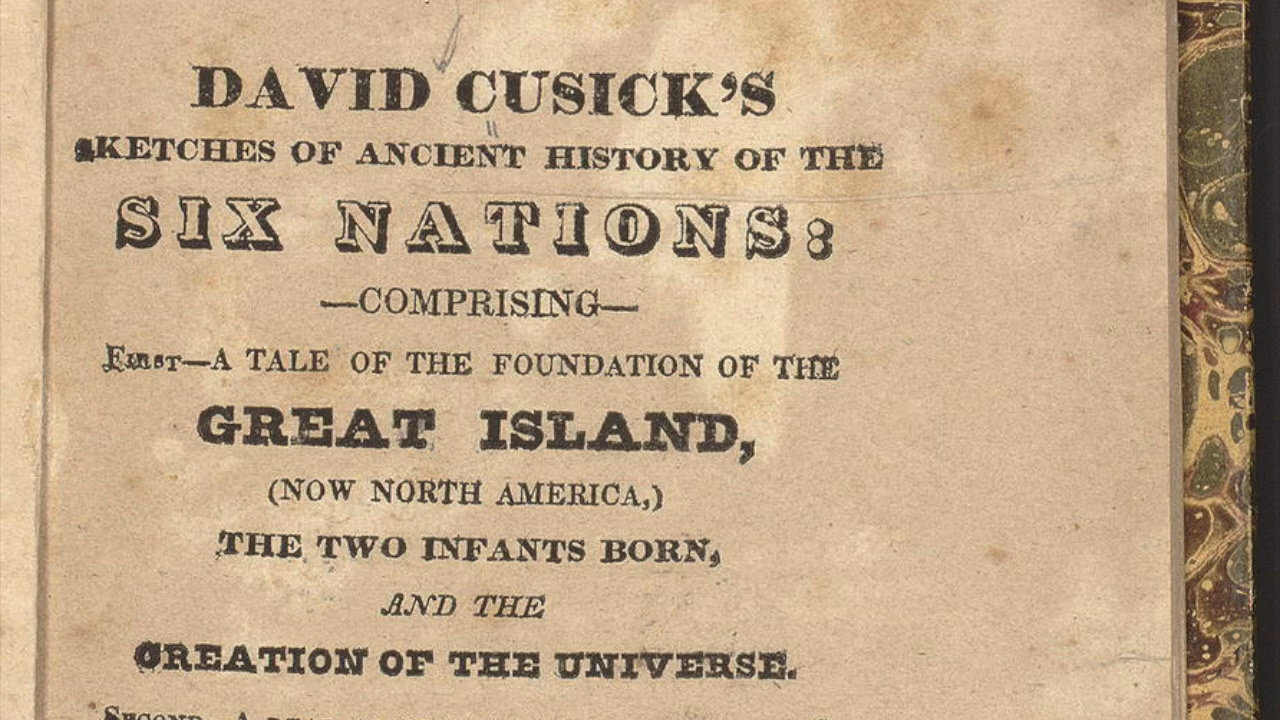 DAVID CUSICK'S
SKETCHES OF ANCIENT HISTORY OF THE
SIX NATIONS:
—COMPRISING—
FIRST—A TALE OF THE FOUNDATION OF THE
GREAT ISLAND,
(NOW NORTH AMERICA,)
THE TWO INFANTS BORN,
AND THE
CREATION OF THE UNIVERSE.
SECOND—A